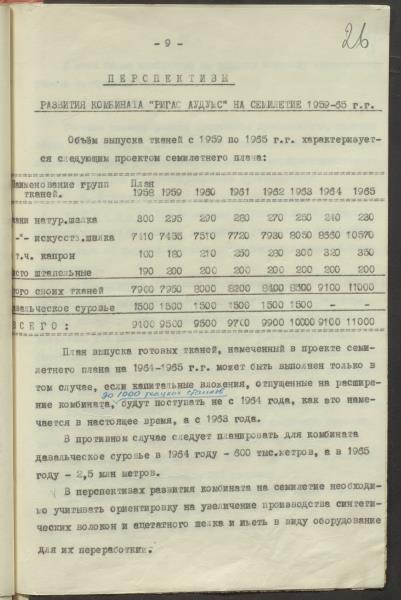 26
- 9 -
ПЕРСПЕКТИВЫ
РАЗВИТИЯ КОМБИНАТА "РИГАС АУДУМС" НА СЕМИЛЕТИЕ 1959-65 г.г.
Объём выпуска тканей с 1959 по 1965 г.г. характеризует-
ся следующим проектом семилетнего плана:
Наименование групп План
тканей. 1958 1959 1960 1961 1962 1963 1964 1965
натур.шелка 300 295 290 280 270 250 240 230
-"- искусств.шелка 7410 7455 7510 7720 7930 8050 8660 10570
т.ч. капрон 100 180 210 250 280 300 320 350
штапельные 190 200 200 200 200 200 200 200
своих тканей 7900 7950 8000 8200 8400 8500 9100 11000
давальческое суровье 1500 1500 1500 1500 1500 1500 - -
ВСЕГО: 9400 9500 9500 9700 9900 10000 9100 11000
План выпуска готовых тканей, намеченный в проекте семи-
летнего плана на 1964-1965 г.г. может быть выполнен только в
том случае, если капитальные вложения, отпущенные на расшире-
до 1000
ние комбината, будут поступать не с 1964 года, как это наме-
чается в настоящее время, а с 1963 года.
В противном случае следует планировать для комбината
давальческое суровье в 1964 году - 600 тыс.метров, а в 1965
году - 2,5 млн метров.
В перспективах развития комбината на семилетие необходи-
мо учитывать ориентировку на увеличение производства синтети-
ческих волокон и ацетатного шелка и иметь в виду оборудование
для их переработки.